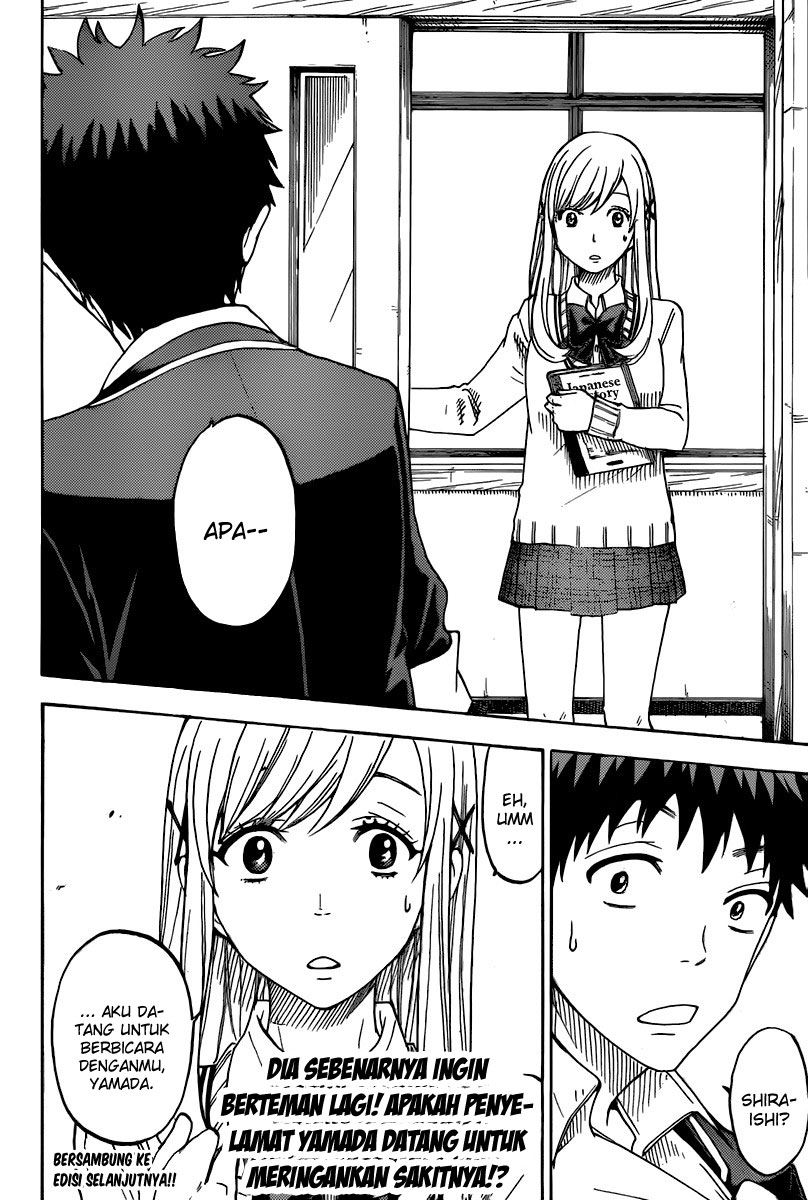 Japanese
APA--
SHIRA-
ISHI?
EH,
UMM
...
... AKU DA-
TANG UNTUK
BERBICARA
DENGANMU,
YAMADA.
DIA SEBENARNYA INGIN
BERTEMAN LAGI! APAKAH PENYE-
LAMAT YAMADA DATANG UNTUK
MERINGANKAN SAKITNYA!?
BERSAMBUNG KE
EDISI SELANJUTNYA!!